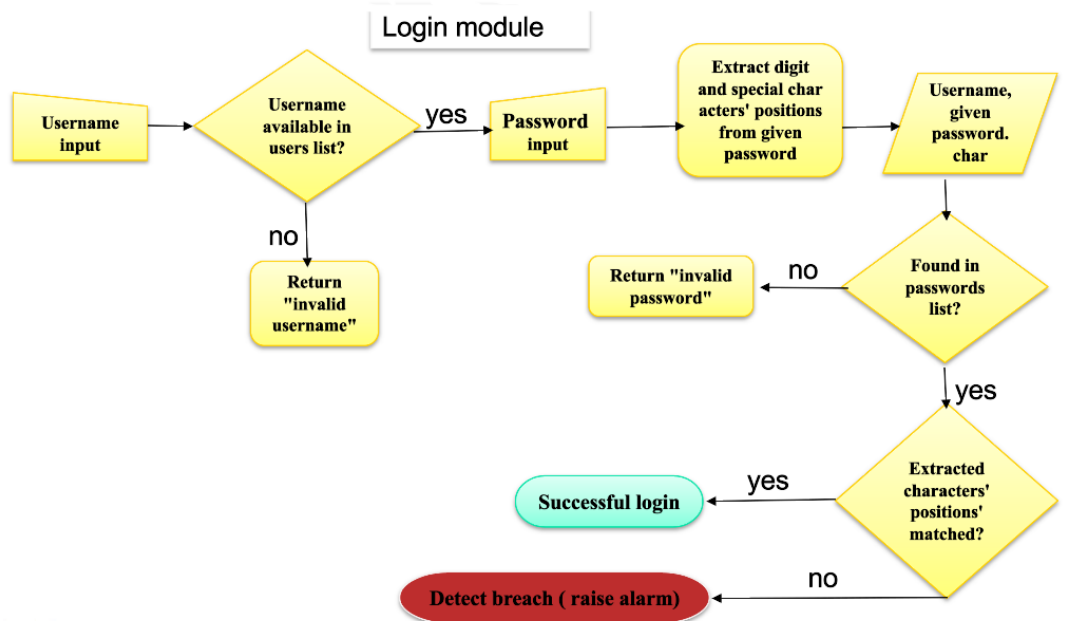 Login module
Username
input
Username
available in
users list?
yes
Password
input
Extract digit
and special char
acters' positions
from given
password
Username,
given
password.
char
no
Return
"invalid
username"
Found in
passwords
list?
no
Return "invalid
password"
yes
Extracted
characters'
positions'
matched?
yes
Successful login
no
Detect breach ( raise alarm)